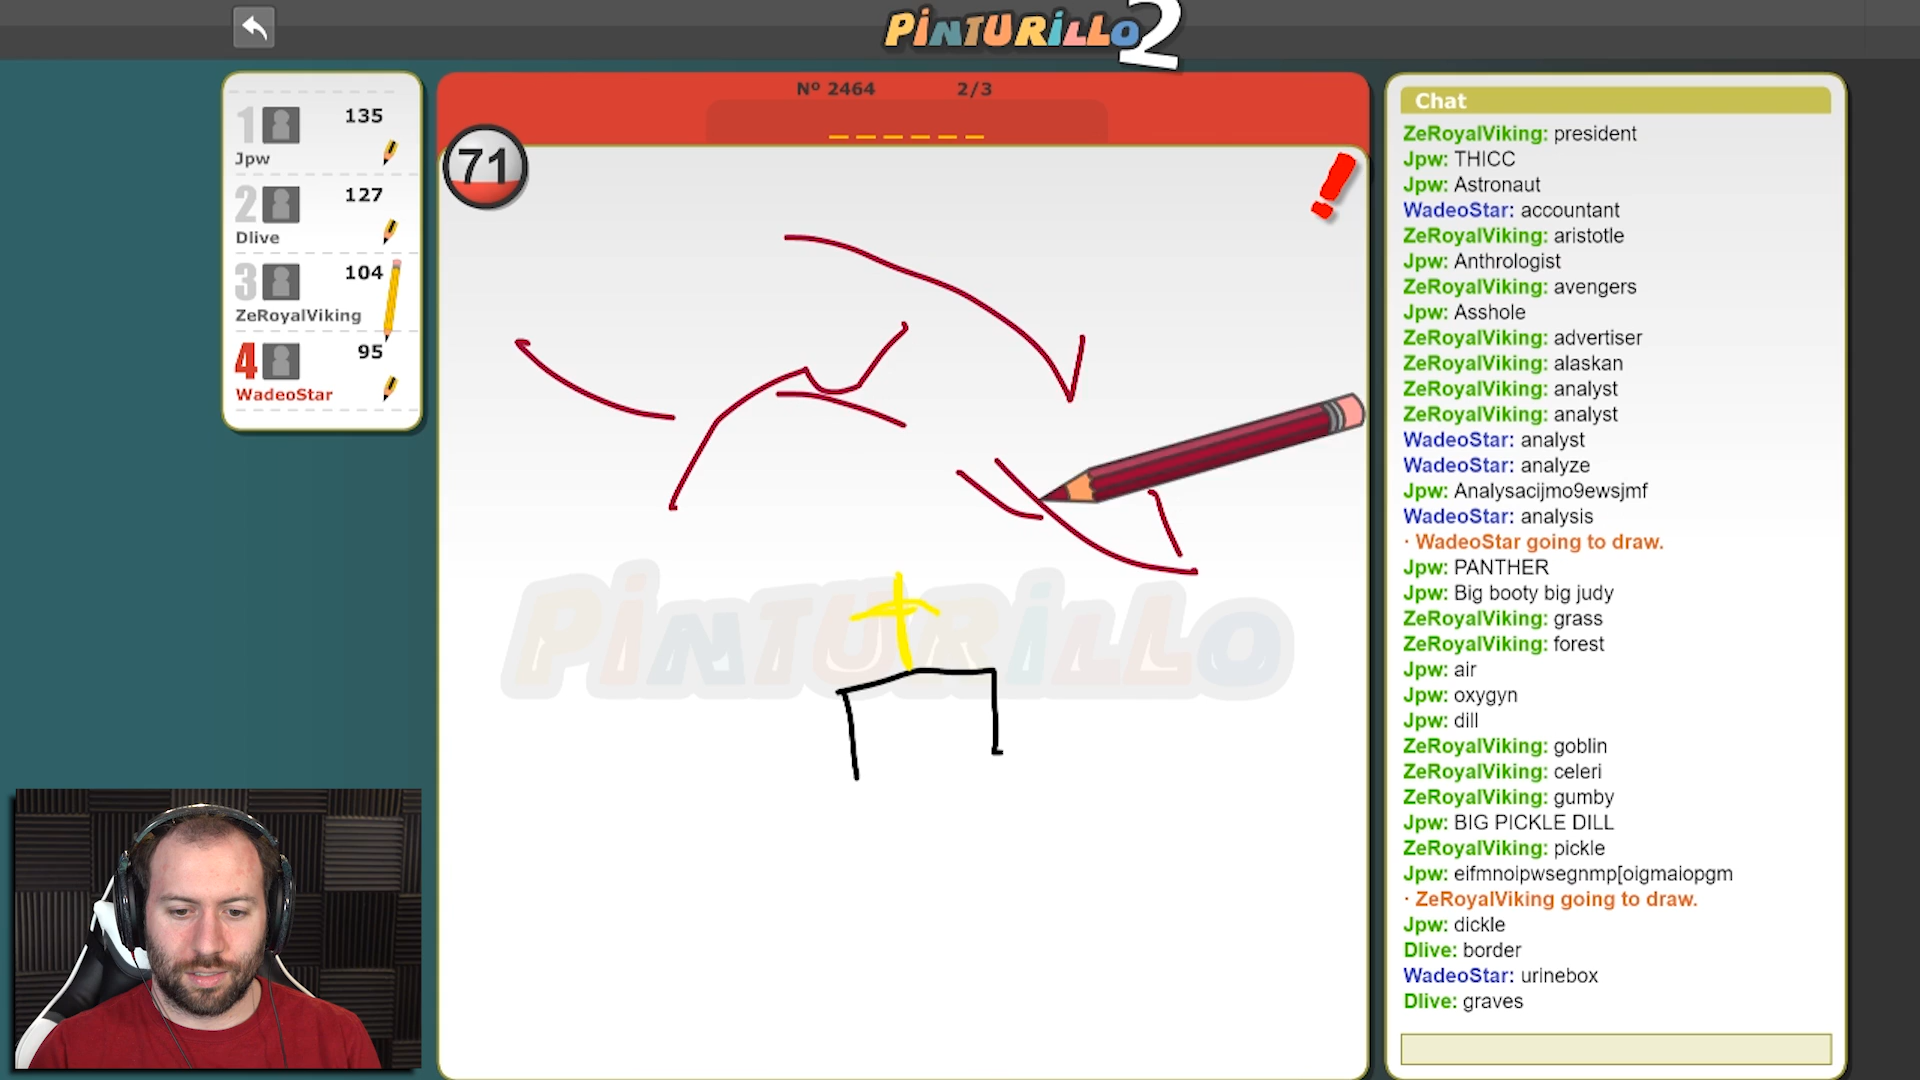 PINTURILLO 2
Nº 2464 2/3
71
1 135
Jpw
2 127
Dlive
3 104
ZeRoyalViking
4 95
WadeoStar
PINTURILLO
Chat
ZeRoyalViking: president
Jpw: THICC
Jpw: Astronaut
WadeoStar: accountant
ZeRoyalViking: aristotle
Jpw: Anthrologist
ZeRoyalViking: avengers
Jpw: Asshole
ZeRoyalViking: advertiser
ZeRoyalViking: alaskan
ZeRoyalViking: analyst
ZeRoyalViking: analyst
WadeoStar: analyst
WadeoStar: analyze
Jpw: Analysacijmo9ewsjmf
WadeoStar: analysis
· WadeoStar going to draw.
Jpw: PANTHER
Jpw: Big booty big judy
ZeRoyalViking: grass
ZeRoyalViking: forest
Jpw: air
Jpw: oxygyn
Jpw: dill
ZeRoyalViking: goblin
ZeRoyalViking: celeri
ZeRoyalViking: gumby
Jpw: BIG PICKLE DILL
ZeRoyalViking: pickle
Jpw: eifmnoipwsegnmp[oigmaiopgm
· ZeRoyalViking going to draw.
Jpw: dickle
Dlive: border
WadeoStar: urinebox
Dlive: graves